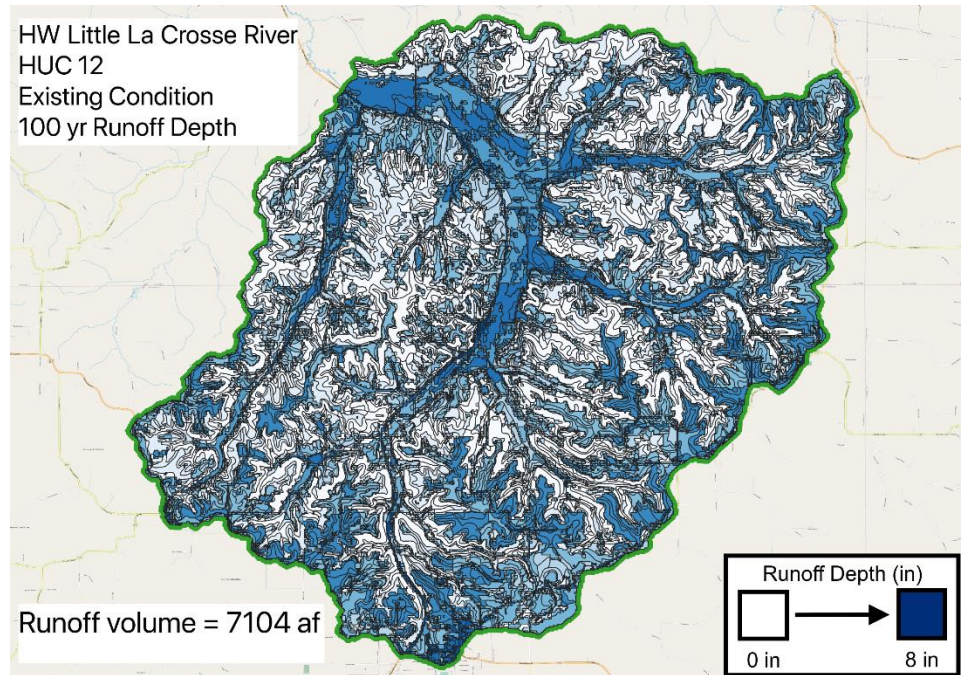 HW Little La Crosse River
HUC 12
Existing Condition
100 yr Runoff Depth
Runoff volume = 7104 af
Runoff Depth (in)
0 in
8 in